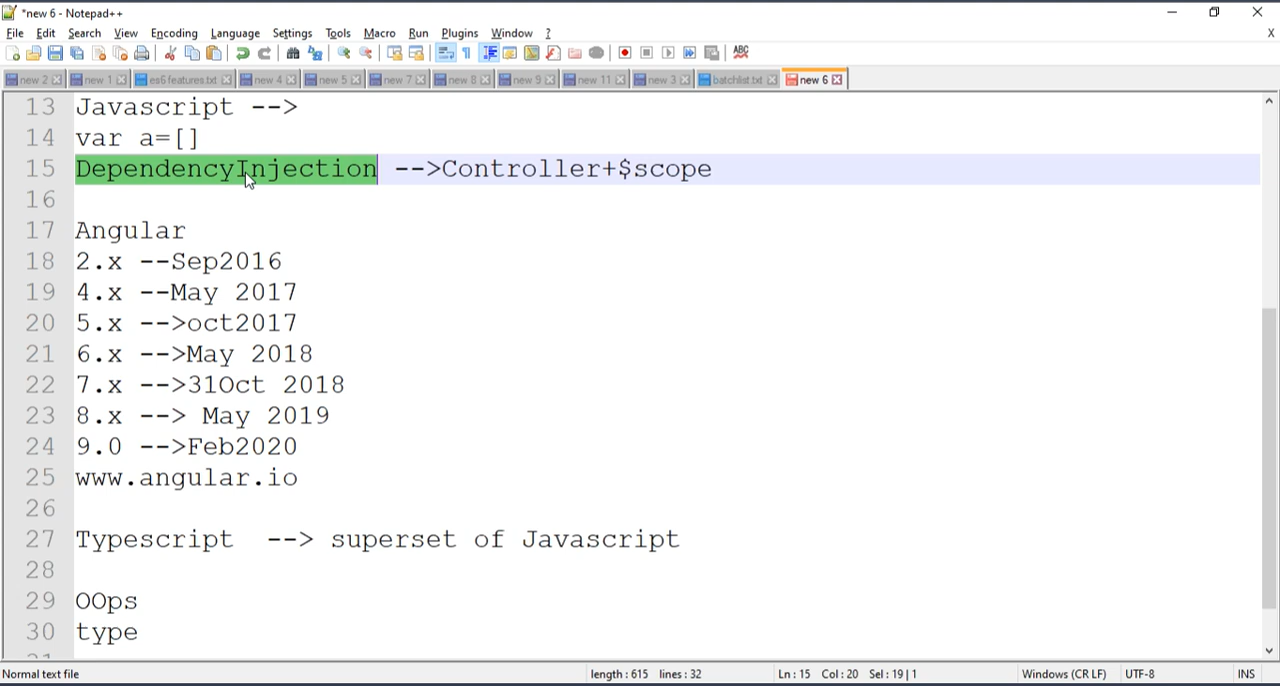 *new 6 - Notepad++
File Edit Search View Encoding Language Settings Tools Macro Run Plugins Window ? X
new 2 new 1 es6 features.txt new 4 new 5 new 7 new 8 new 9 new 11 new 3 batchlist.txt new 6
13 Javascript -->
14 var a=[]
15 DependencyInjection -->Controller+$scope
16
17 Angular
18 2.x --Sep2016
19 4.x --May 2017
20 5.x -->oct2017
21 6.x -->May 2018
22 7.x -->31Oct 2018
23 8.x --> May 2019
24 9.0 -->Feb2020
25 www.angular.io
26
27 Typescript --> superset of Javascript
28
29 OOps
30 type
31
Normal text file length : 615 lines : 32 Ln : 15 Col : 20 Sel : 19 | 1 Windows (CR LF) UTF-8 INS